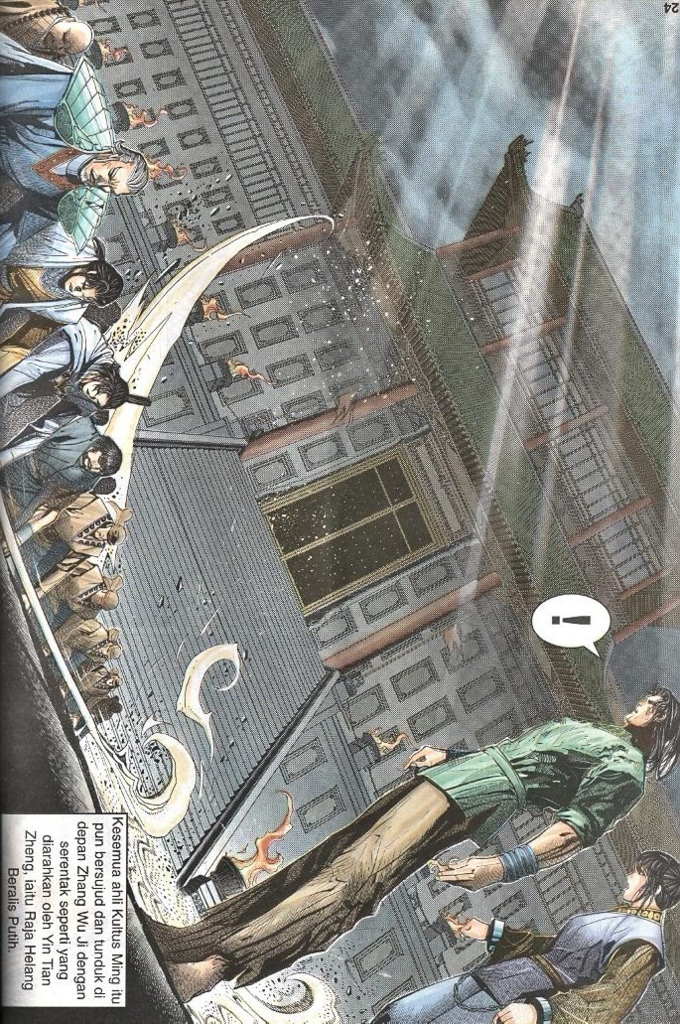 24
!
Kesemua ahli Kultus Ming itu
pun bersujud dan tunduk di
depan Zhang Wu Ji dengan
serentak seperti yang
diarahkan oleh Yin Tian
Zheng, iaitu Raja Helang
Beralis Putih.